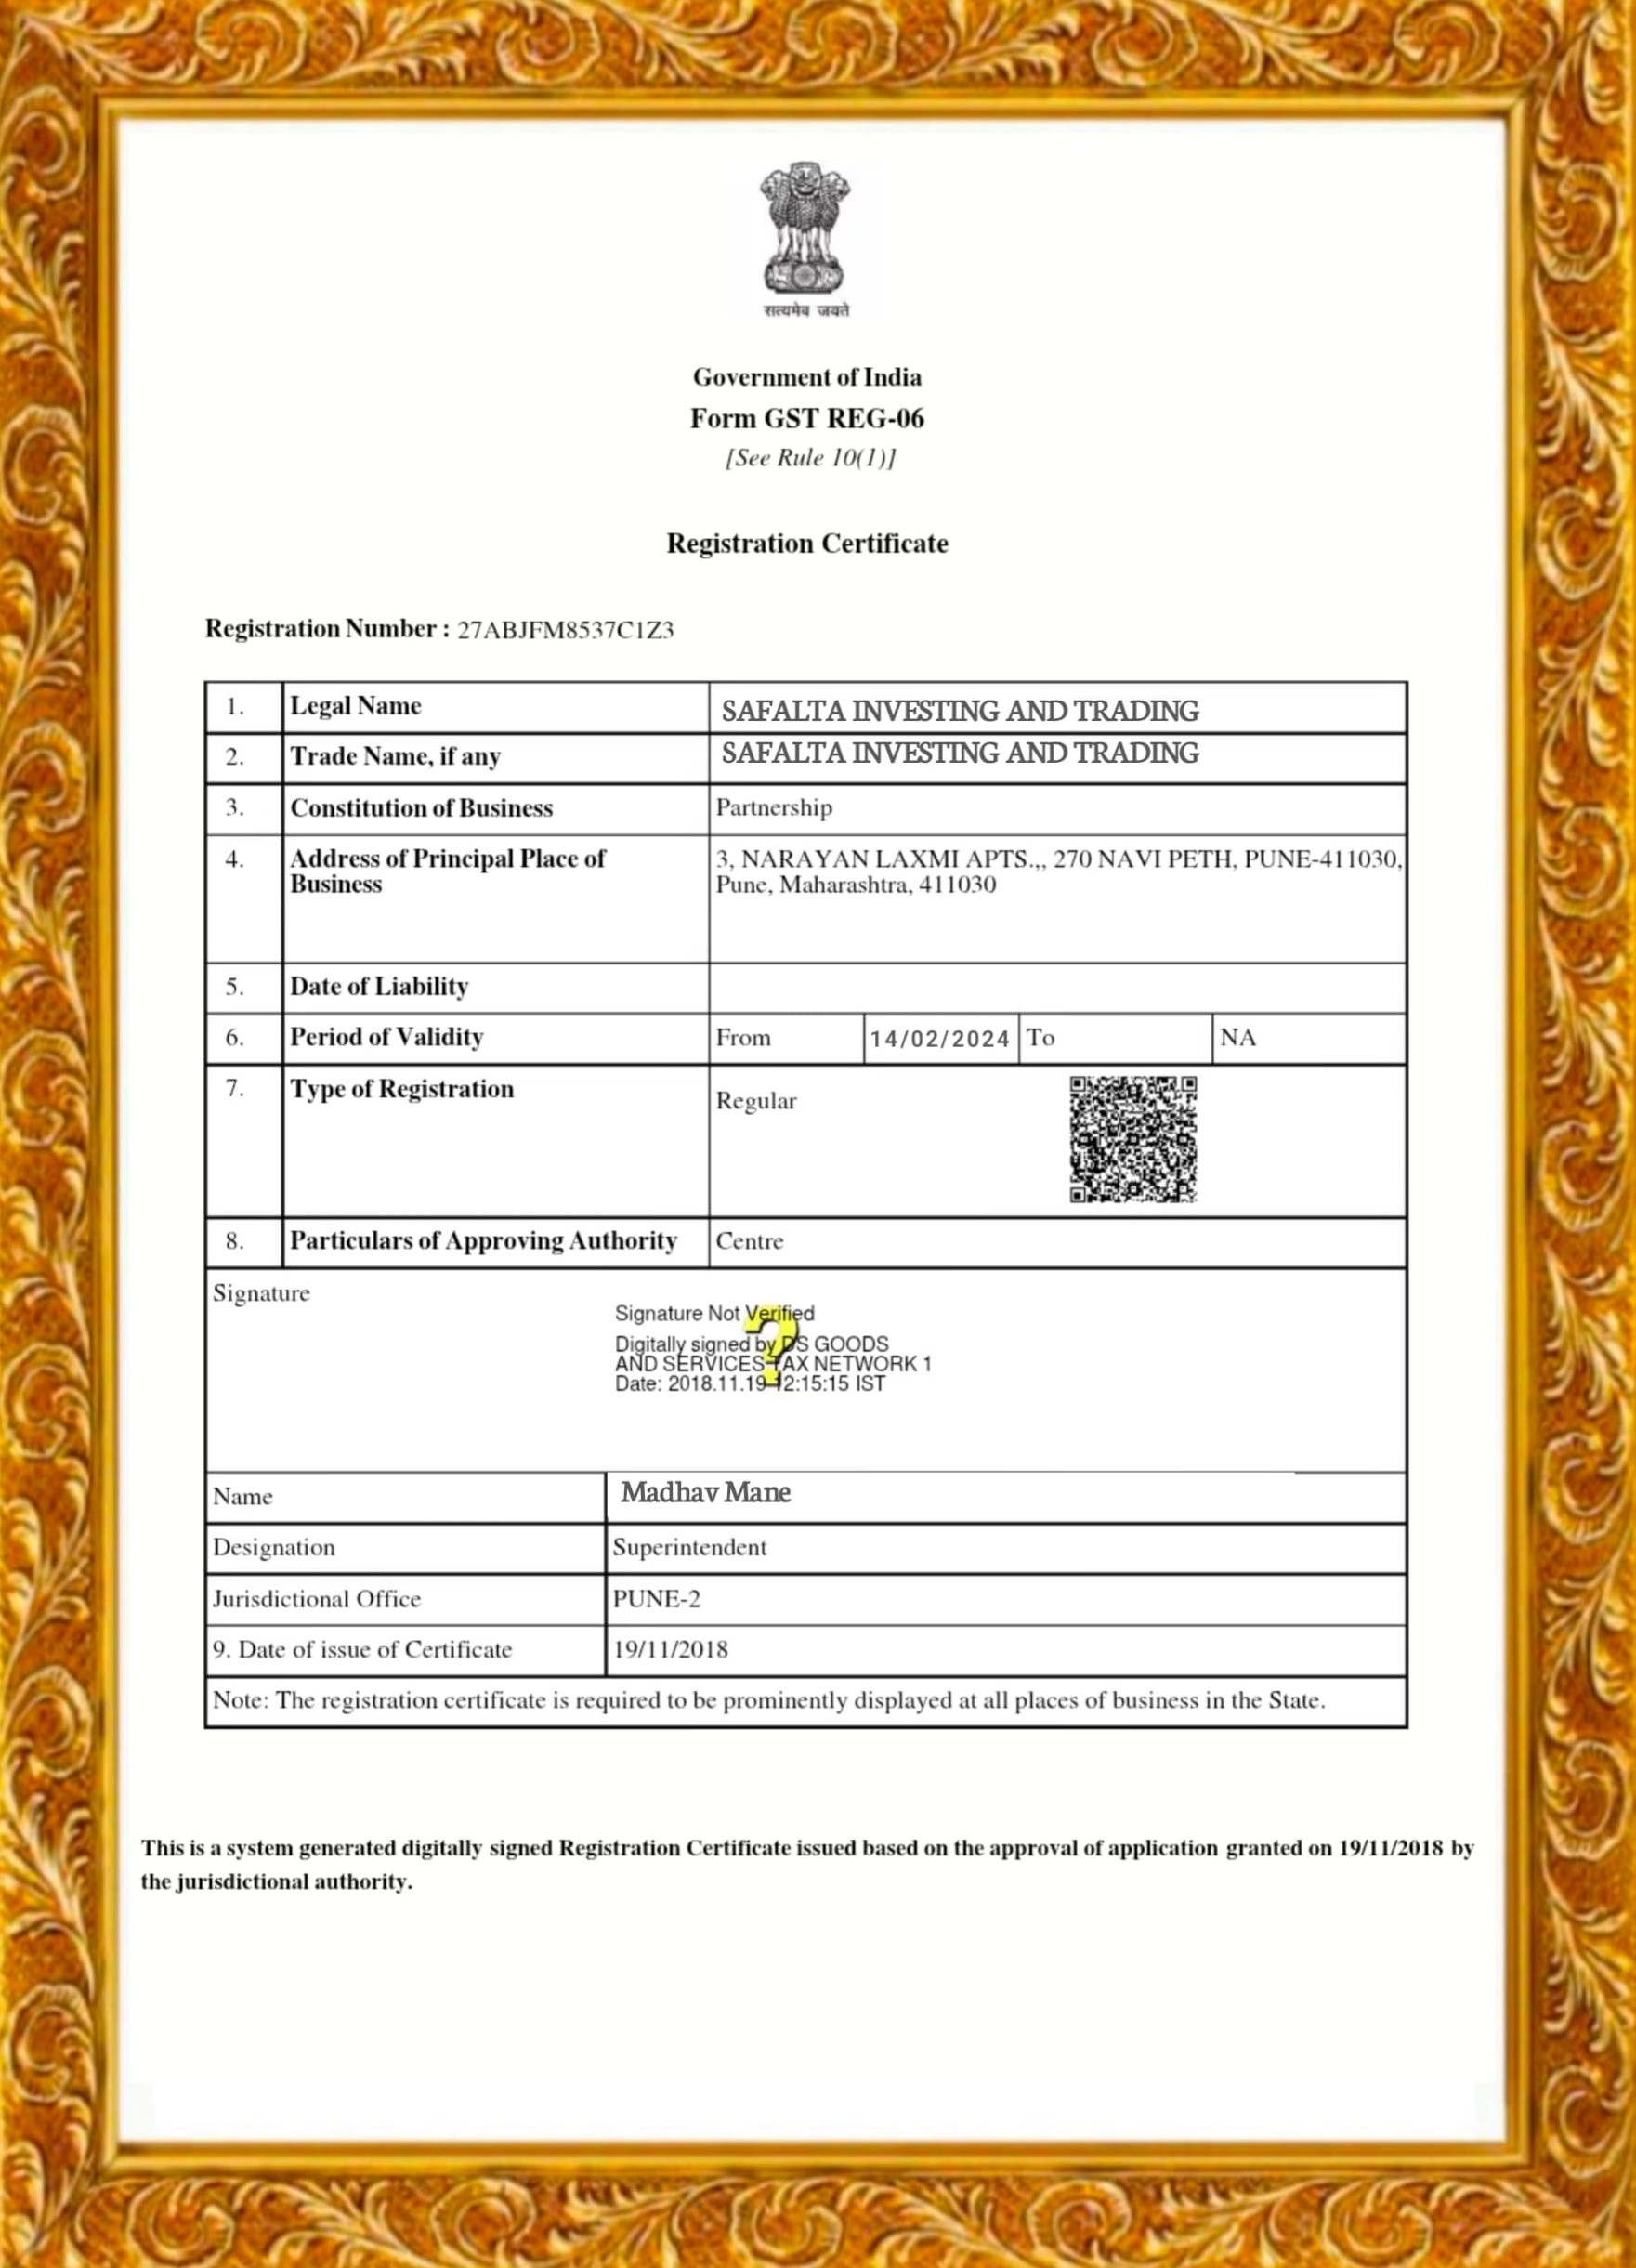 सत्यमेव जयते
Government of India
Form GST REG-06
[See Rule 10(1)]
Registration Certificate
Registration Number : 27ABJFM8537C1Z3
1. Legal Name SAFALTA INVESTING AND TRADING
2. Trade Name, if any SAFALTA INVESTING AND TRADING
3. Constitution of Business Partnership
4. Address of Principal Place of 3, NARAYAN LAXMI APTS.,, 270 NAVI PETH, PUNE-411030,
Business Pune, Maharashtra, 411030
5. Date of Liability
6. Period of Validity From 14/02/2024 To NA
7. Type of Registration Regular
8. Particulars of Approving Authority Centre
Signature
Signature Not Verified
Digitally signed by DS GOODS
AND SERVICES TAX NETWORK 1
Date: 2018.11.19 12:15:15 IST
Name Madhav Mane
Designation Superintendent
Jurisdictional Office PUNE-2
9. Date of issue of Certificate 19/11/2018
Note: The registration certificate is required to be prominently displayed at all places of business in the State.
This is a system generated digitally signed Registration Certificate issued based on the approval of application granted on 19/11/2018 by
the jurisdictional authority.